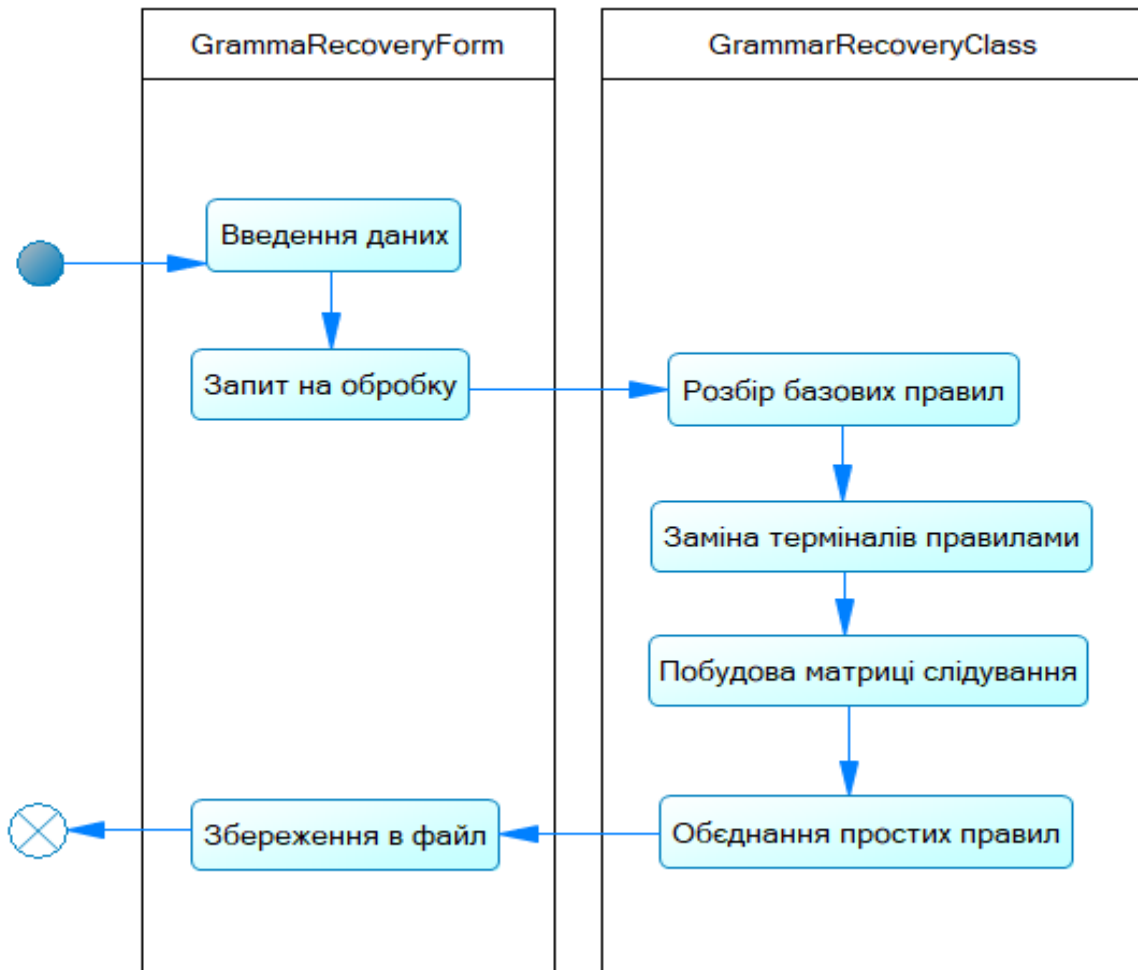 GrammaRecoveryForm
GrammarRecoveryClass
Введення даних
Запит на обробку
Розбір базових правил
Заміна терміналів правилами
Побудова матриці слідування
Обєднання простих правил
Збереження в файл